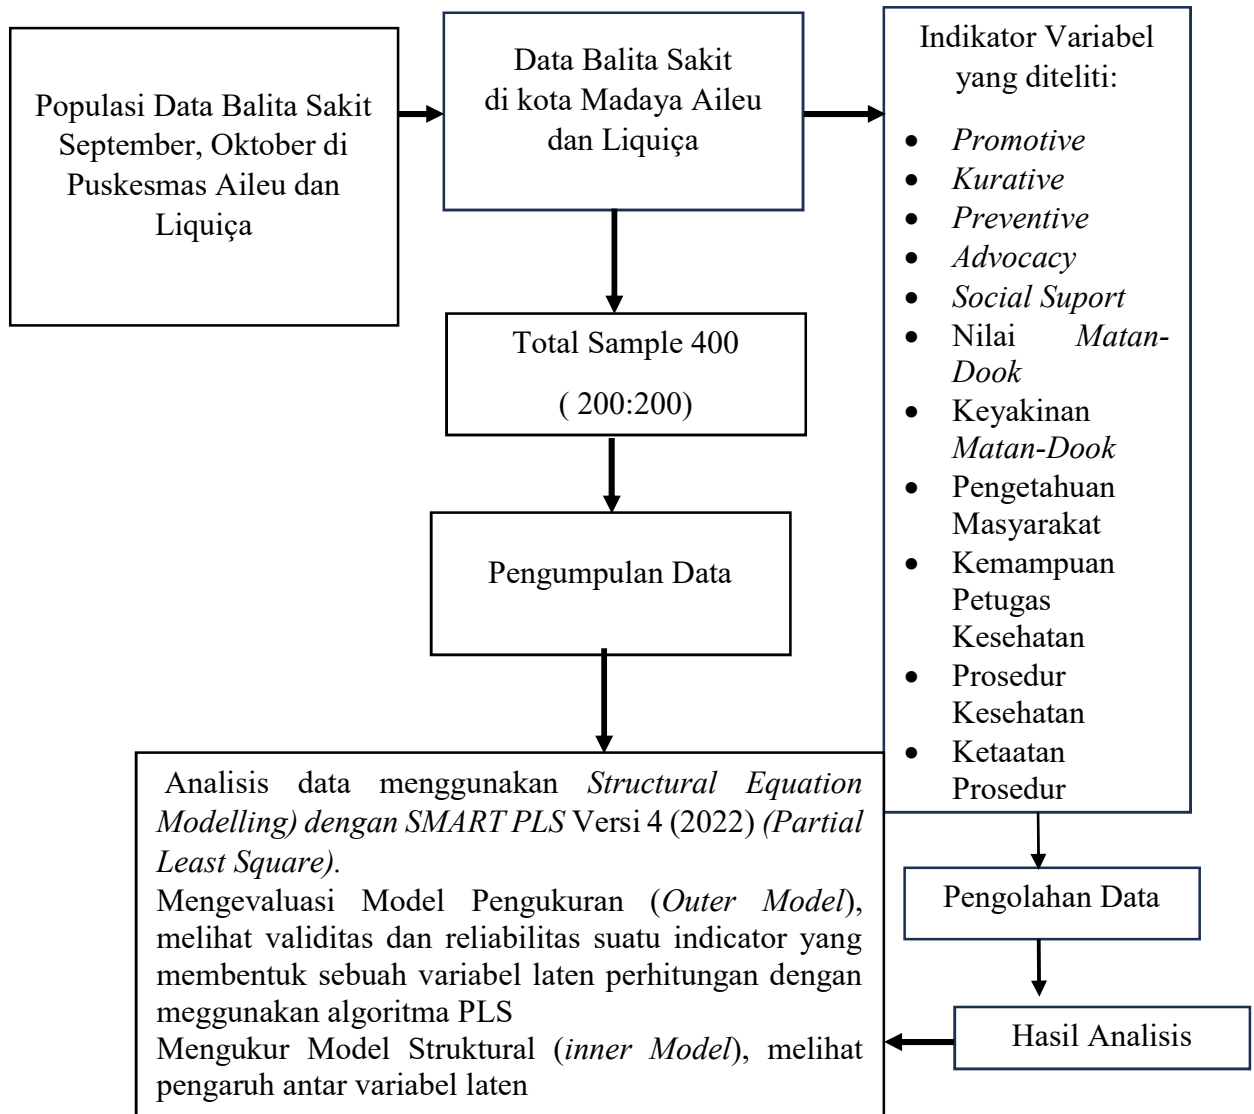 Populasi Data Balita Sakit
September, Oktober di
Puskesmas Aileu dan
Liquiça
Data Balita Sakit
di kota Madaya Aileu
dan Liquiça
Indikator Variabel
yang diteliti:
• Promotive
• Kurative
• Preventive
• Advocacy
• Social Suport
• Nilai Matan-
Dook
• Keyakinan
Matan-Dook
• Pengetahuan
Masyarakat
• Kemampuan
Petugas
Kesehatan
• Prosedur
Kesehatan
• Ketaatan
Prosedur
Total Sample 400
( 200:200)
Pengumpulan Data
Analisis data menggunakan Structural Equation
Modelling) dengan SMART PLS Versi 4 (2022) (Partial
Least Square).
Mengevaluasi Model Pengukuran (Outer Model),
melihat validitas dan reliabilitas suatu indicator yang
membentuk sebuah variabel laten perhitungan dengan
meggunakan algoritma PLS
Mengukur Model Struktural (inner Model), melihat
pengaruh antar variabel laten
Pengolahan Data
Hasil Analisis